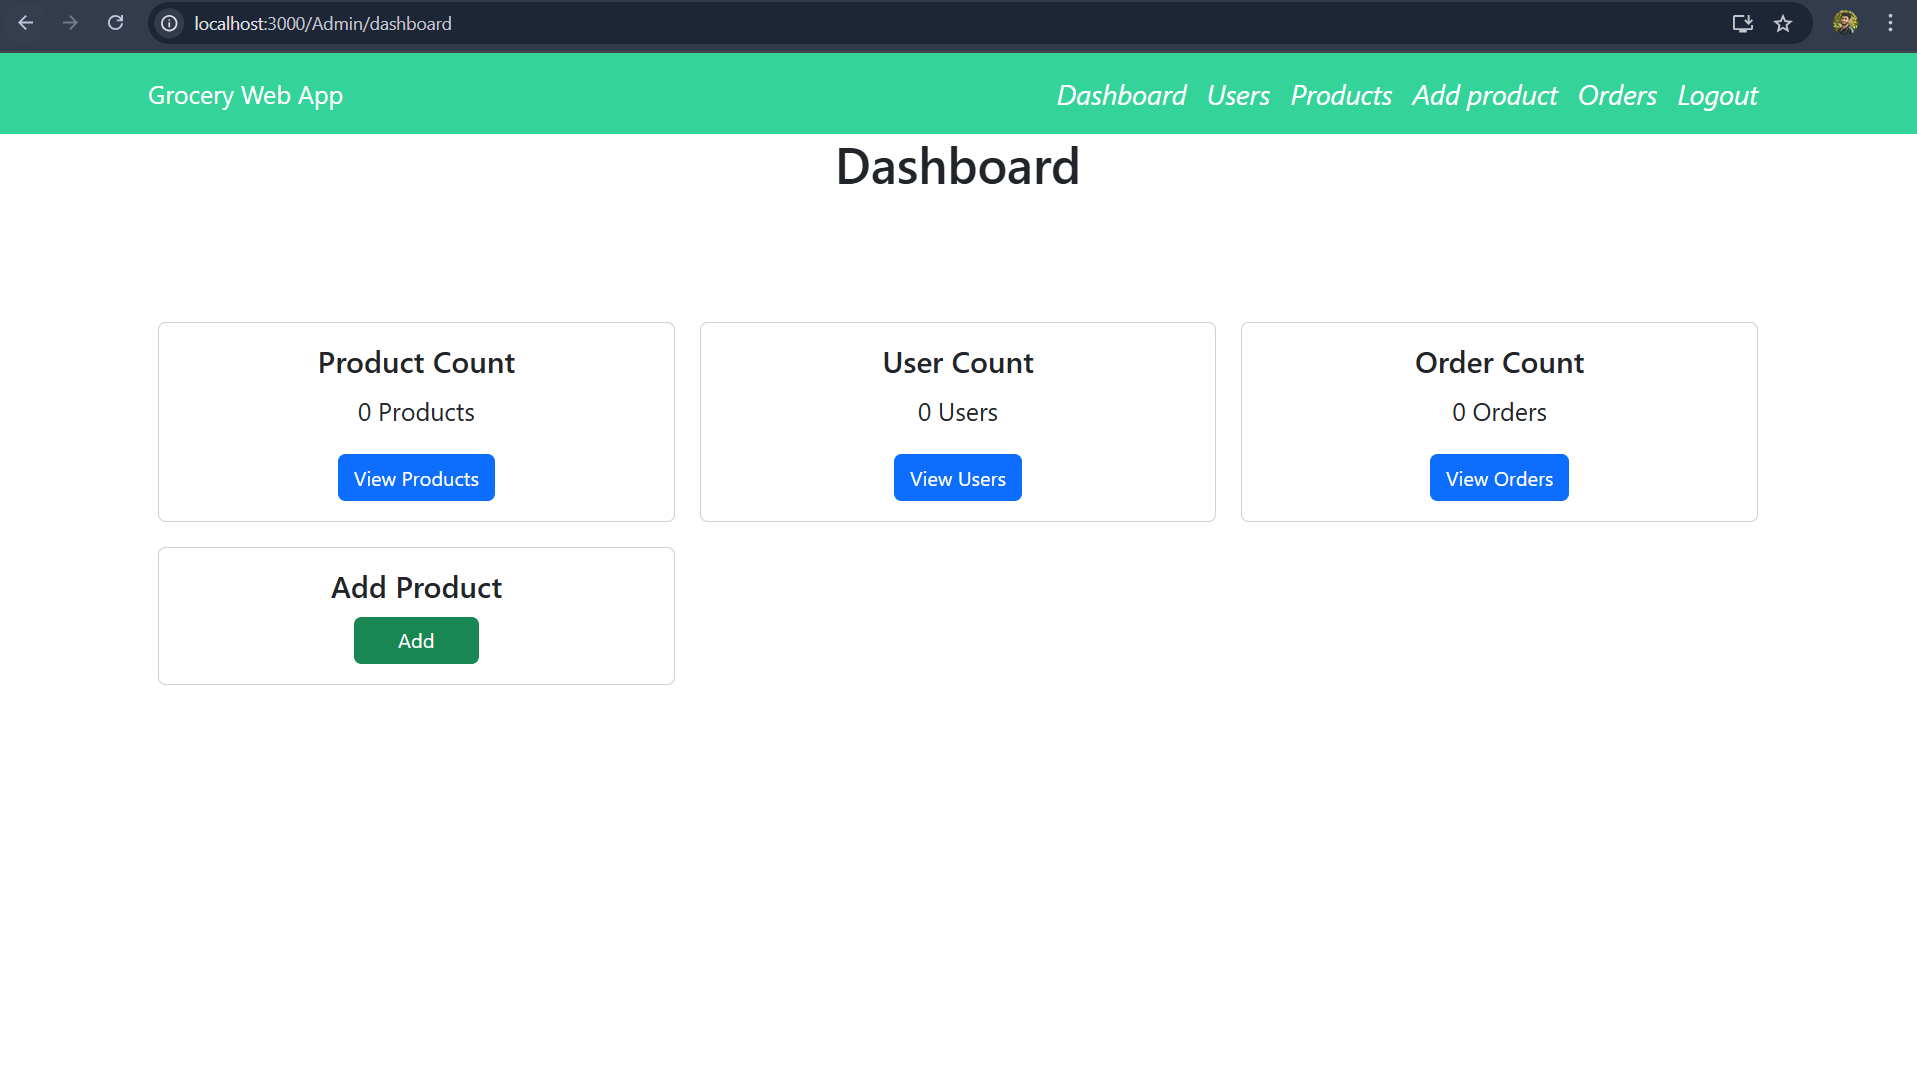 localhost:3000/Admin/dashboard
Grocery Web App
Dashboard Users Products Add product Orders Logout
Dashboard
Product Count
0 Products
View Products
User Count
0 Users
View Users
Order Count
0 Orders
View Orders
Add Product
Add